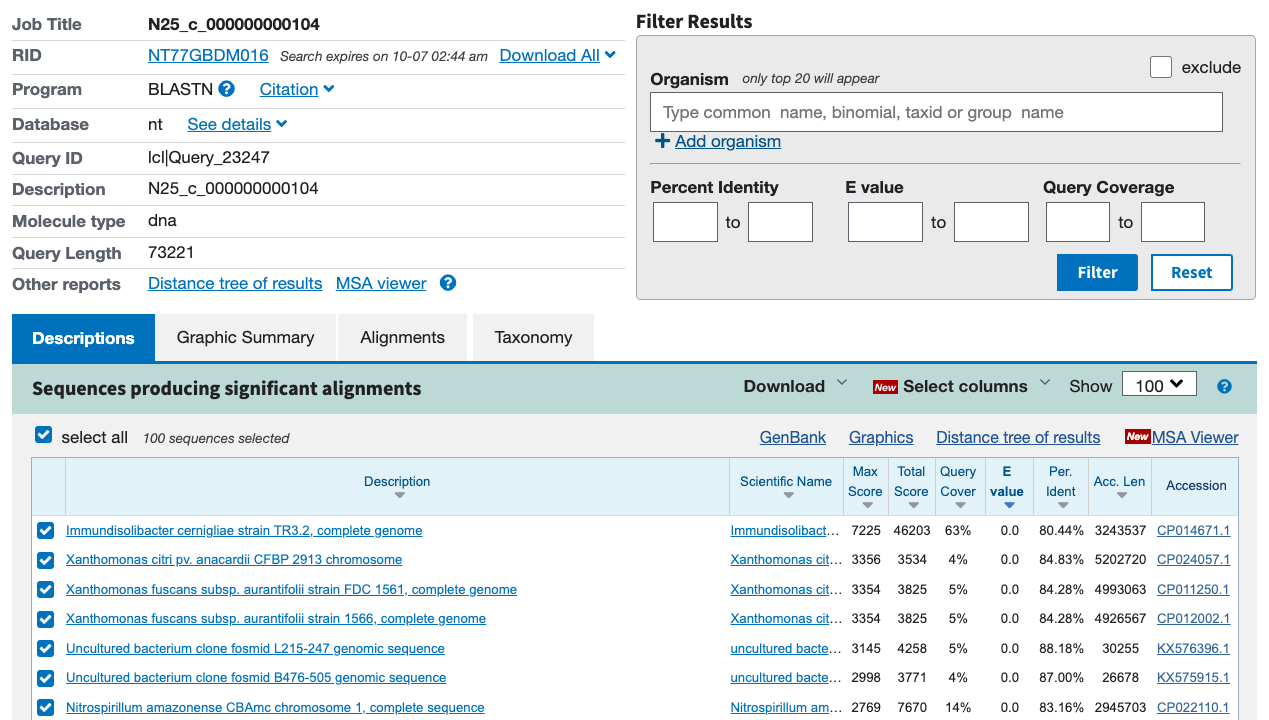 Job Title N25_c_000000000104
RID NT77GBDM016 Search expires on 10-07 02:44 am Download All
Program BLASTN Citation
Database nt See details
Query ID lcl|Query_23247
Description N25_c_000000000104
Molecule type dna
Query Length 73221
Other reports Distance tree of results MSA viewer
Filter Results
exclude
Organism only top 20 will appear
Type common name, binomial, taxid or group name
Add organism
Percent Identity E value Query Coverage
to to to
Filter Reset
Descriptions Graphic Summary Alignments Taxonomy
Sequences producing significant alignments Download New Select columns Show 100
select all 100 sequences selected GenBank Graphics Distance tree of results New MSA Viewer
Description Scientific Name Max Score Total Score Query Cover E value Per. Ident Acc. Len Accession
Immundisolibacter cernigliae strain TR3.2, complete genome Immundisolibact... 7225 46203 63% 0.0 80.44% 3243537 CP014671.1
Xanthomonas citri pv. anacardii CFBP 2913 chromosome Xanthomonas cit... 3356 3534 4% 0.0 84.83% 5202720 CP024057.1
Xanthomonas fuscans subsp. aurantifolii strain FDC 1561, complete genome Xanthomonas cit... 3354 3825 5% 0.0 84.28% 4993063 CP011250.1
Xanthomonas fuscans subsp. aurantifolii strain 1566, complete genome Xanthomonas cit... 3354 3825 5% 0.0 84.28% 4926567 CP012002.1
Uncultured bacterium clone fosmid L215-247 genomic sequence uncultured bacte... 3145 4258 5% 0.0 88.18% 30255 KX576396.1
Uncultured bacterium clone fosmid B476-505 genomic sequence uncultured bacte... 2998 3771 4% 0.0 87.00% 26678 KX575915.1
Nitrospirillum amazonense CBAmc chromosome 1, complete sequence Nitrospirillum am... 2769 7670 14% 0.0 83.16% 2945703 CP022110.1